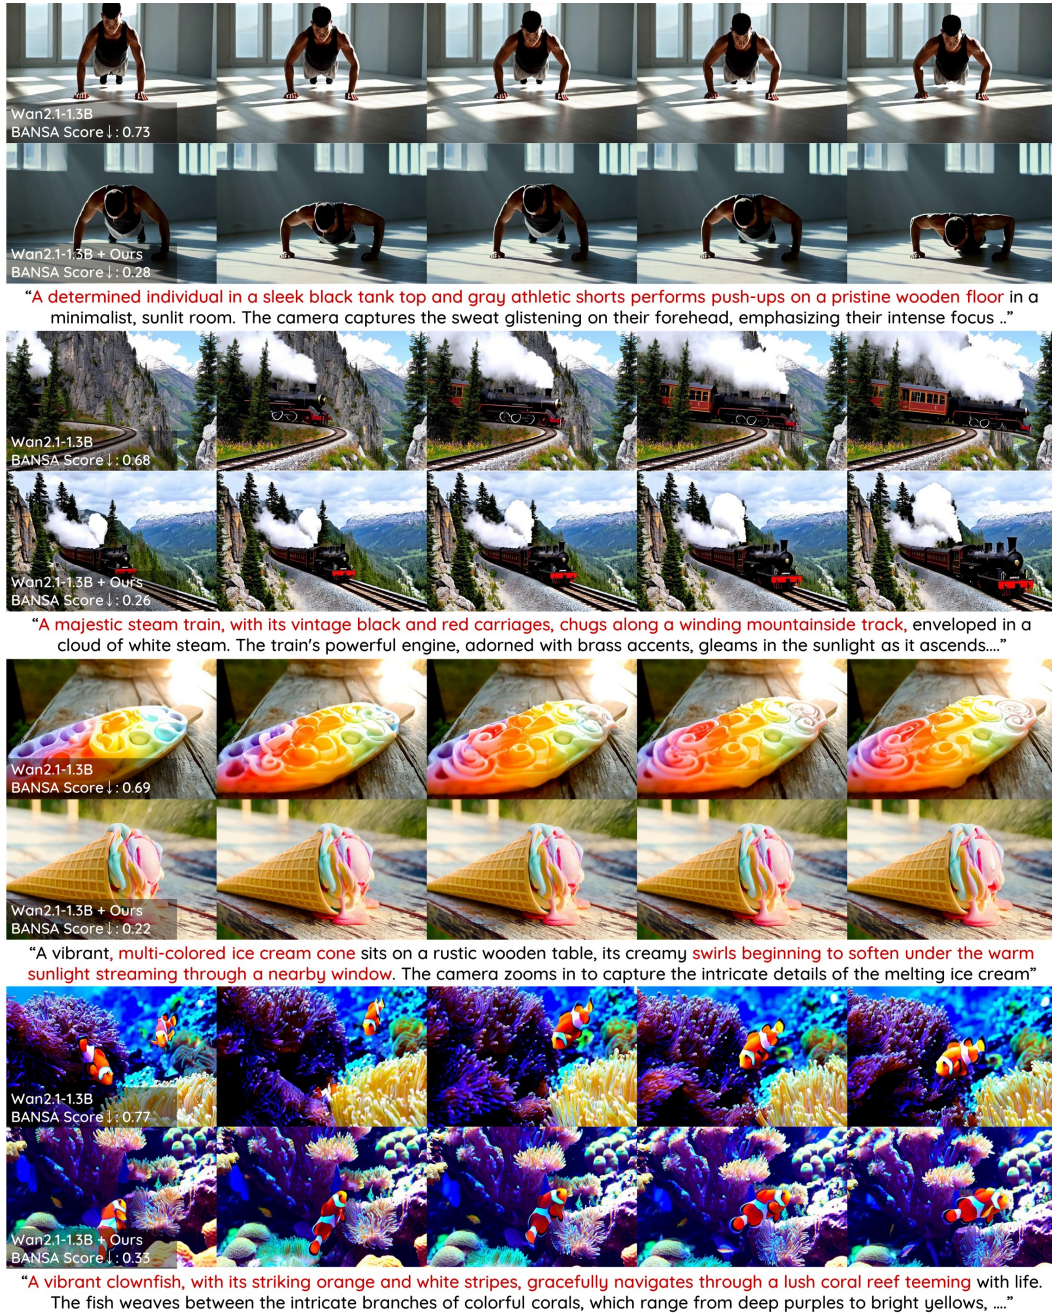 Wan2.1-1.3B
BANSA Score↓: 0.73
Wan2.1-1.3B + Ours
BANSA Score↓: 0.28
“A determined individual in a sleek black tank top and gray athletic shorts performs push-ups on a pristine wooden floor in a
minimalist, sunlit room. The camera captures the sweat glistening on their forehead, emphasizing their intense focus ..”
Wan2.1-1.3B
BANSA Score↓: 0.68
Wan2.1-1.3B + Ours
BANSA Score↓: 0.26
“A majestic steam train, with its vintage black and red carriages, chugs along a winding mountainside track, enveloped in a
cloud of white steam. The train's powerful engine, adorned with brass accents, gleams in the sunlight as it ascends....”
Wan2.1-1.3B
BANSA Score↓: 0.69
Wan2.1-1.3B + Ours
BANSA Score↓: 0.22
“A vibrant, multi-colored ice cream cone sits on a rustic wooden table, its creamy swirls beginning to soften under the warm
sunlight streaming through a nearby window. The camera zooms in to capture the intricate details of the melting ice cream”
Wan2.1-1.3B
BANSA Score↓: 0.77
Wan2.1-1.3B + Ours
BANSA Score↓: 0.33
“A vibrant clownfish, with its striking orange and white stripes, gracefully navigates through a lush coral reef teeming with life.
The fish weaves between the intricate branches of colorful corals, which range from deep purples to bright yellows, ....”